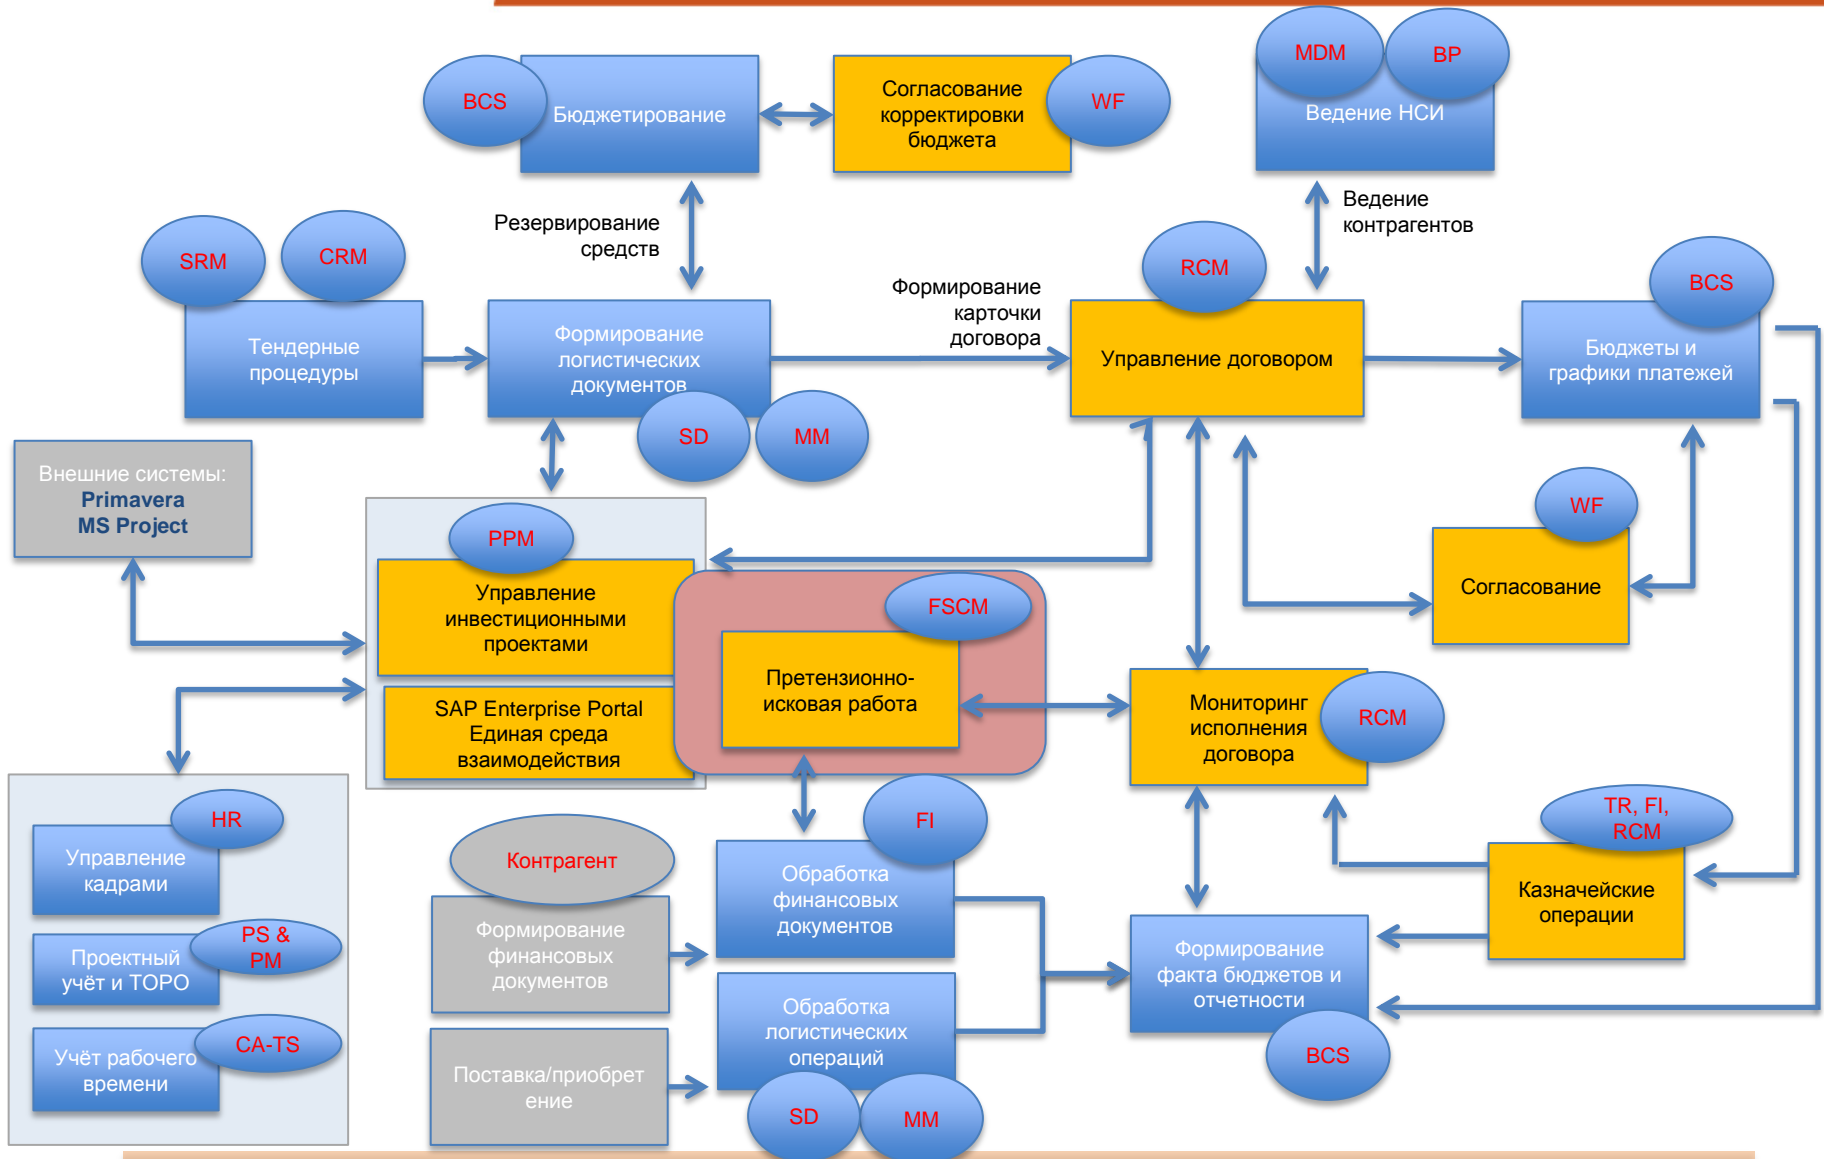 MDM
BP
BCS
Бюджетирование
Согласование
корректировки
бюджета
WF
Ведение НСИ
Резервирование
средств
Ведение
контрагентов
SRM
CRM
RCM
BCS
Тендерные
процедуры
Формирование
логистических
документов
SD
MM
Формирование
карточки
договора
Управление договором
Бюджеты и
графики платежей
Внешние системы:
Primavera
MS Project
PPM
Управление
инвестиционными
проектами
SAP Enterprise Portal
Единая среда
взаимодействия
FSCM
Претензионно-
исковая работа
WF
Согласование
Мониторинг
исполнения
договора
RCM
HR
Управление
кадрами
PS &
PM
Проектный
учёт и ТОРО
CA-TS
Учёт рабочего
времени
Контрагент
Формирование
финансовых
документов
Поставка/приобрет
ение
FI
Обработка
финансовых
документов
Обработка
логистических
операций
SD
MM
TR, FI,
RCM
Казначейские
операции
Формирование
факта бюджетов и
отчетности
BCS